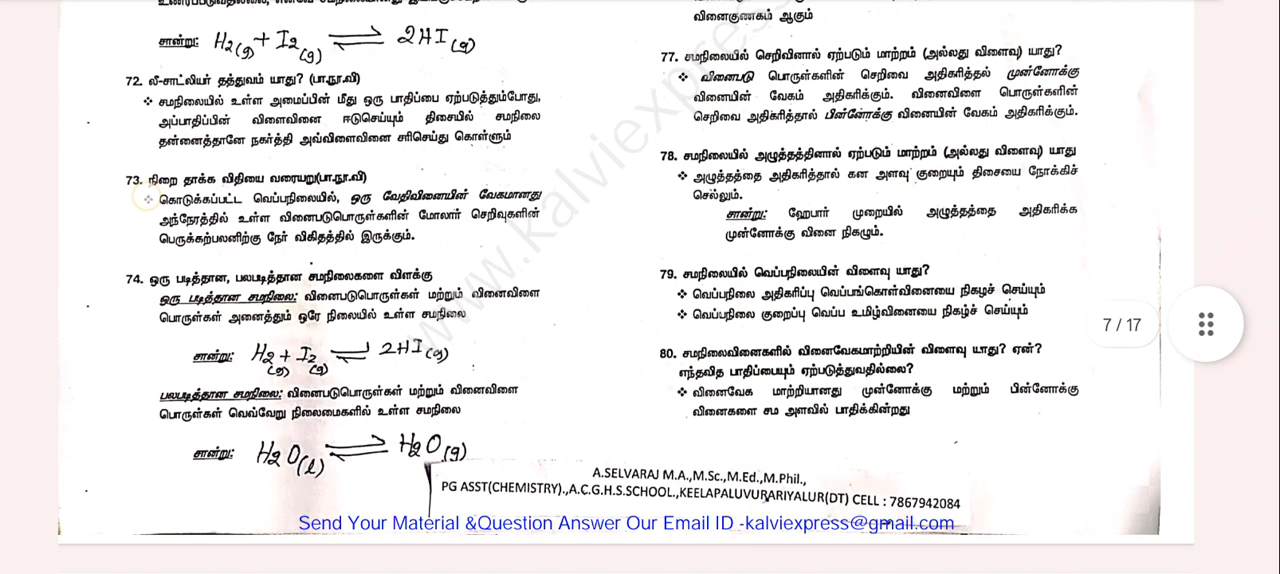 சான்று: H2(g) + I2(g) ⇌ 2HI(g)
72. லீ-சாட்லியர் தத்துவம் யாது? (பா.நூ.வி)
❖ சமநிலையில் உள்ள அமைப்பின் மீது ஒரு பாதிப்பை ஏற்படுத்தும்போது,
அப்பாதிப்பின் விளைவினை ஈடுசெய்யும் திசையில் சமநிலை
தன்னைத்தானே நகர்த்தி அவ்விளைவினை சரிசெய்து கொள்ளும்
73. நிறை தாக்க விதியை வரையறு(பா.நூ.வி)
❖ கொடுக்கப்பட்ட வெப்பநிலையில், ஒரு வேதிவினையின் வேகமானது
அந்நேரத்தில் உள்ள வினைபடுபொருள்களின் மோலார் செறிவுகளின்
பெருக்கற்பலனிற்கு நேர் விகிதத்தில் இருக்கும்.
74. ஒரு படித்தான, பலபடித்தான சமநிலைகளை விளக்கு
ஒரு படித்தான சமநிலை: வினைபடுபொருள்கள் மற்றும் வினைவிளை
பொருள்கள் அனைத்தும் ஒரே நிலையில் உள்ள சமநிலை
சான்று: H2(g) + I2(g) ⇌ 2HI(g)
பலபடித்தான சமநிலை: வினைபடுபொருள்கள் மற்றும் வினைவிளை
பொருள்கள் வெவ்வேறு நிலைமைகளில் உள்ள சமநிலை
சான்று: H2O(l) ⇌ H2O(g)
வினைகுணகம் ஆகும்
77. சமநிலையில் செறிவினால் ஏற்படும் மாற்றம் (அல்லது விளைவு) யாது?
❖ வினைபடு பொருள்களின் செறிவை அதிகரித்தல் முன்னோக்கு
வினையின் வேகம் அதிகரிக்கும். வினைவிளை பொருள்களின்
செறிவை அதிகரித்தால் பின்னோக்கு வினையின் வேகம் அதிகரிக்கும்.
78. சமநிலையில் அழுத்தத்தினால் ஏற்படும் மாற்றம் (அல்லது விளைவு) யாது
❖ அழுத்தத்தை அதிகரித்தால் கன அளவு குறையும் திசையை நோக்கிச்
செல்லும்.
சான்று: ஹேபார் முறையில் அழுத்தத்தை அதிகரிக்க
முன்னோக்கு வினை நிகழும்.
79. சமநிலையில் வெப்பநிலையின் விளைவு யாது?
❖ வெப்பநிலை அதிகரிப்பு வெப்பங்கொள்வினையை நிகழச் செய்யும்
❖ வெப்பநிலை குறைப்பு வெப்ப உமிழ்வினையை நிகழ்ச் செய்யும்
80. சமநிலைவினைகளில் வினைவேகமாற்றியின் விளைவு யாது? ஏன்?
எந்தவித பாதிப்பையும் ஏற்படுத்துவதில்லை?
❖ வினைவேக மாற்றியானது முன்னோக்கு மற்றும் பின்னோக்கு
வினைகளை சம அளவில் பாதிக்கின்றது
A.SELVARAJ M.A.,M.Sc.,M.Ed.,M.Phil.,
PG ASST(CHEMISTRY).,A.C.G.H.S.SCHOOL.,KEELAPALUVURARIYALUR(DT) CELL : 7867942084
Send Your Material &Question Answer Our Email ID -kalviexpress@gmail.com
7 / 17